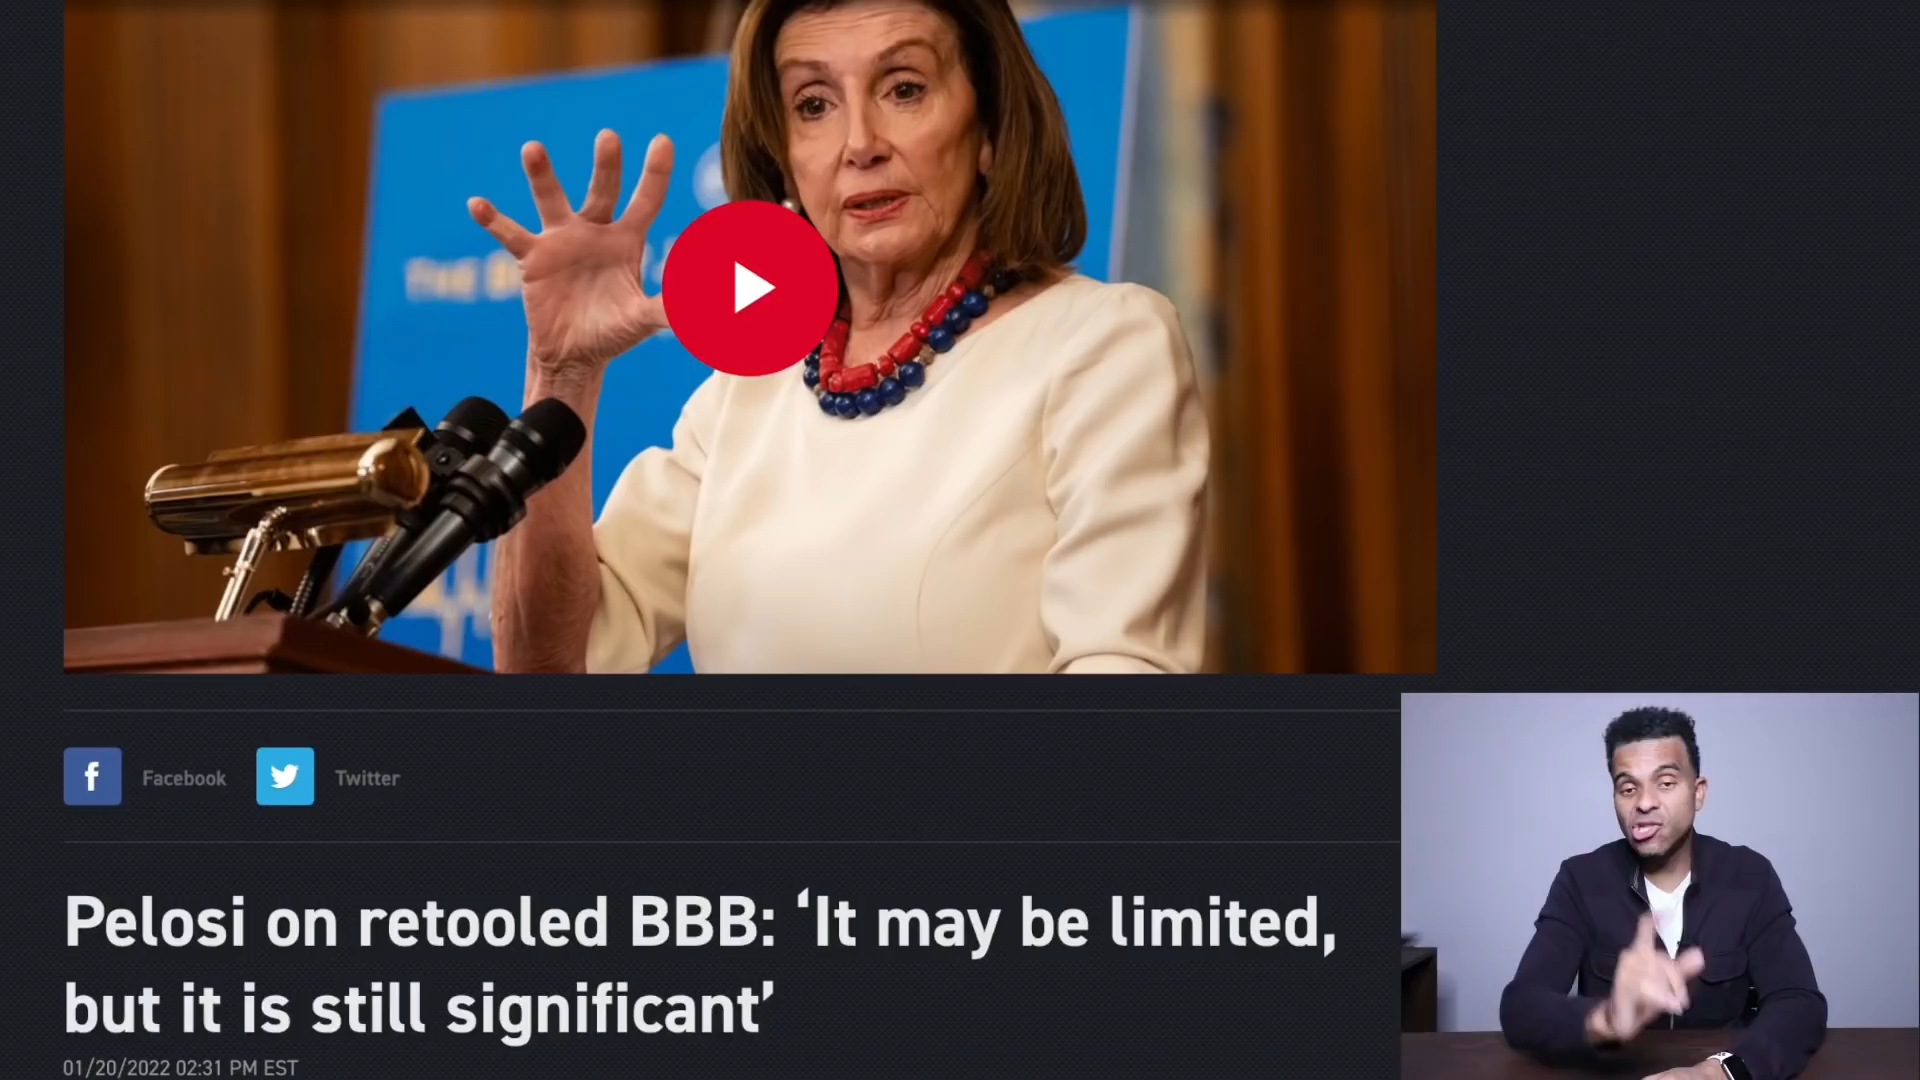 THE B
f
Facebook
Twitter
Pelosi on retooled BBB: ‘It may be limited,
but it is still significant’
01/20/2022 02:31 PM EST